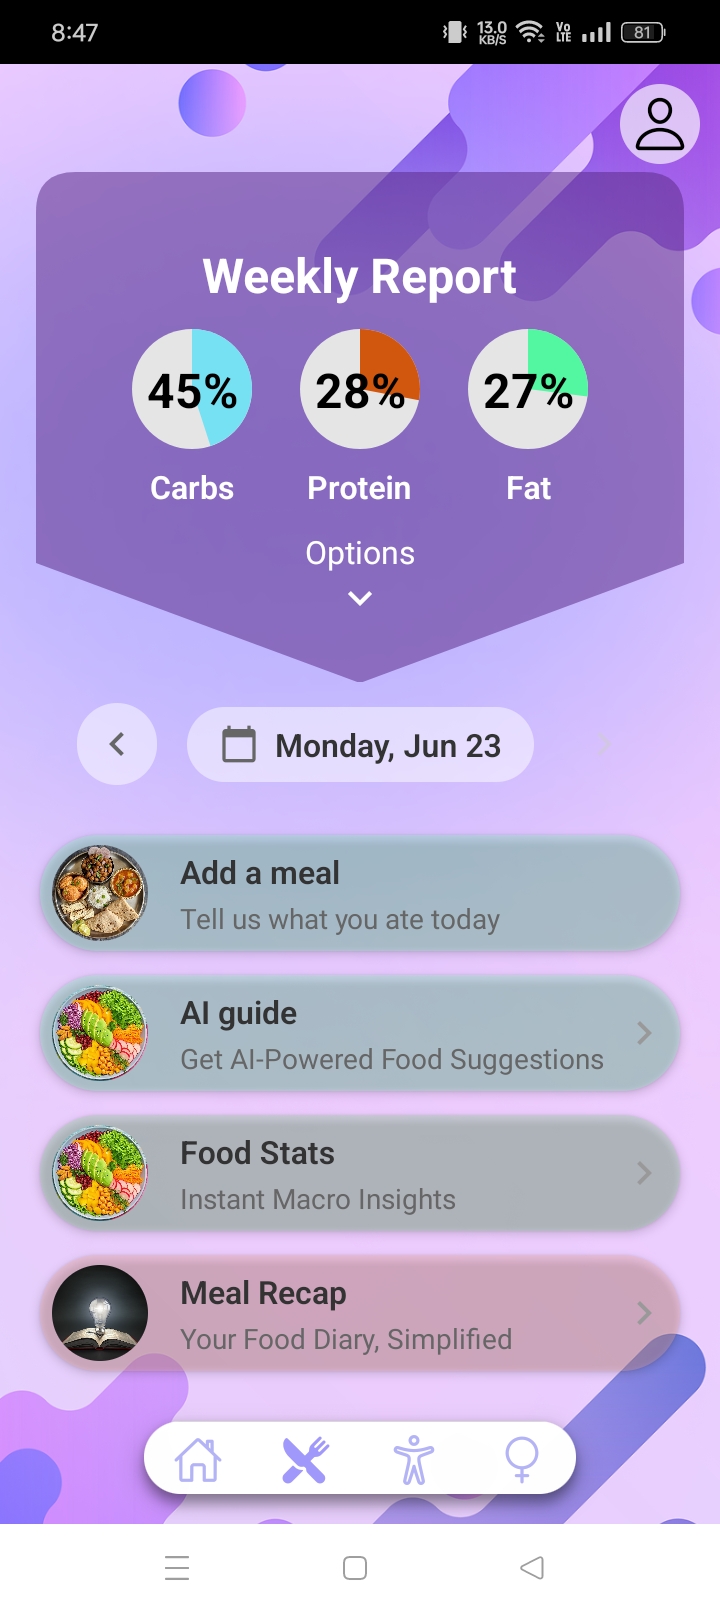 8:47
13.0
KB/S
Vo
LTE
81
Weekly Report
45%
28%
27%
Carbs
Protein
Fat
Options
Monday, Jun 23
Add a meal
Tell us what you ate today
AI guide
Get AI-Powered Food Suggestions
Food Stats
Instant Macro Insights
Meal Recap
Your Food Diary, Simplified